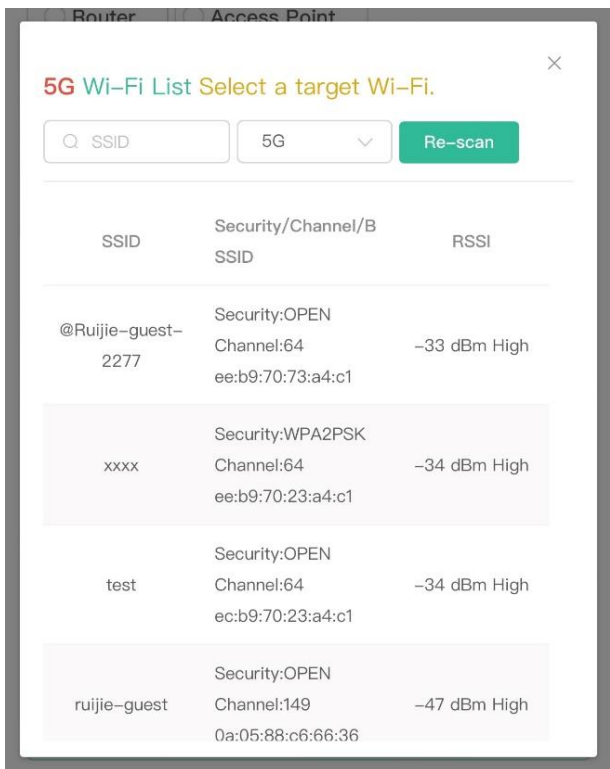 Router Access Point
5G Wi-Fi List Select a target Wi-Fi.
SSID 5G Re-scan
SSID Security/Channel/B RSSI
SSID
Security:OPEN
@Ruijie-guest- Channel:64 -33 dBm High
2277
ee:b9:70:73:a4:c1
Security:WPA2PSK
xxxx Channel:64 -34 dBm High
ee:b9:70:23:a4:c1
Security:OPEN
test Channel:64 -34 dBm High
ec:b9:70:23:a4:c1
Security:OPEN
ruijie-guest Channel:149 -47 dBm High
0a:05:88:c6:66:36